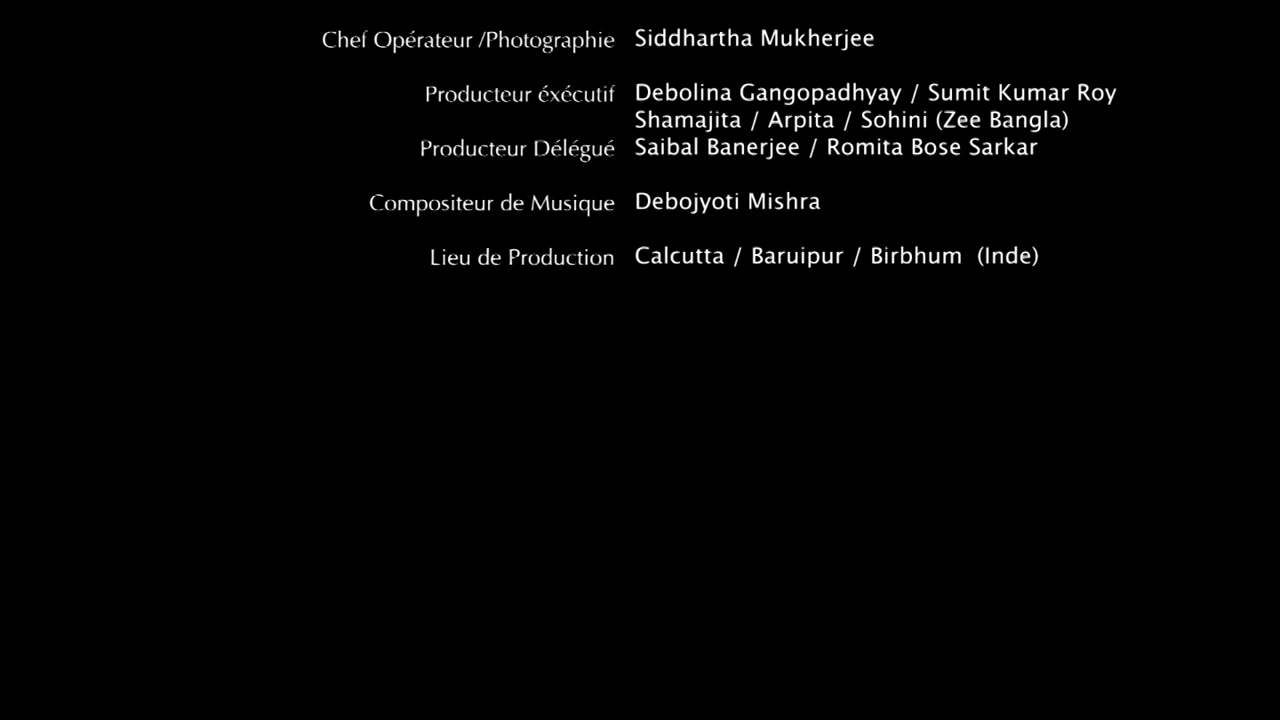 Chef Opérateur /Photographie Siddhartha Mukherjee
Producteur éxécutif Debolina Gangopadhyay / Sumit Kumar Roy
Shamajita / Arpita / Sohini (Zee Bangla)
Producteur Délégué Saibal Banerjee / Romita Bose Sarkar
Compositeur de Musique Debojyoti Mishra
Lieu de Production Calcutta / Baruipur / Birbhum (Inde)